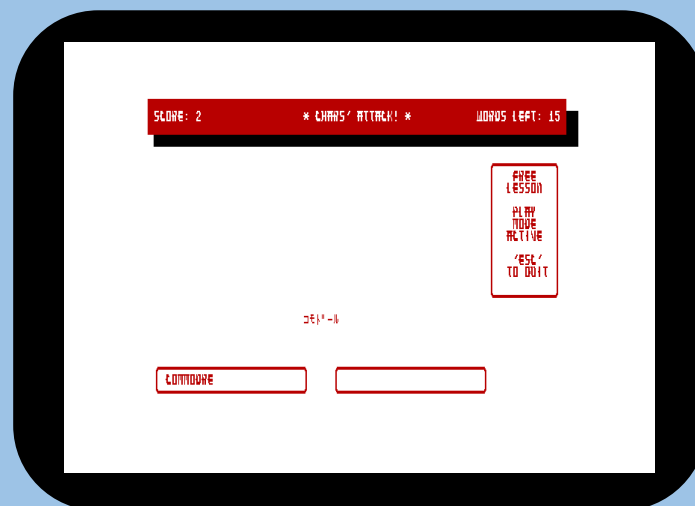 SCORE: 2 * CHARS' ATTACK! * WORDS LEFT: 15
FREE
LESSON
PLAY
MODE
ACTIVE
'ESC'
TO QUIT
コモドール
COMMODORE